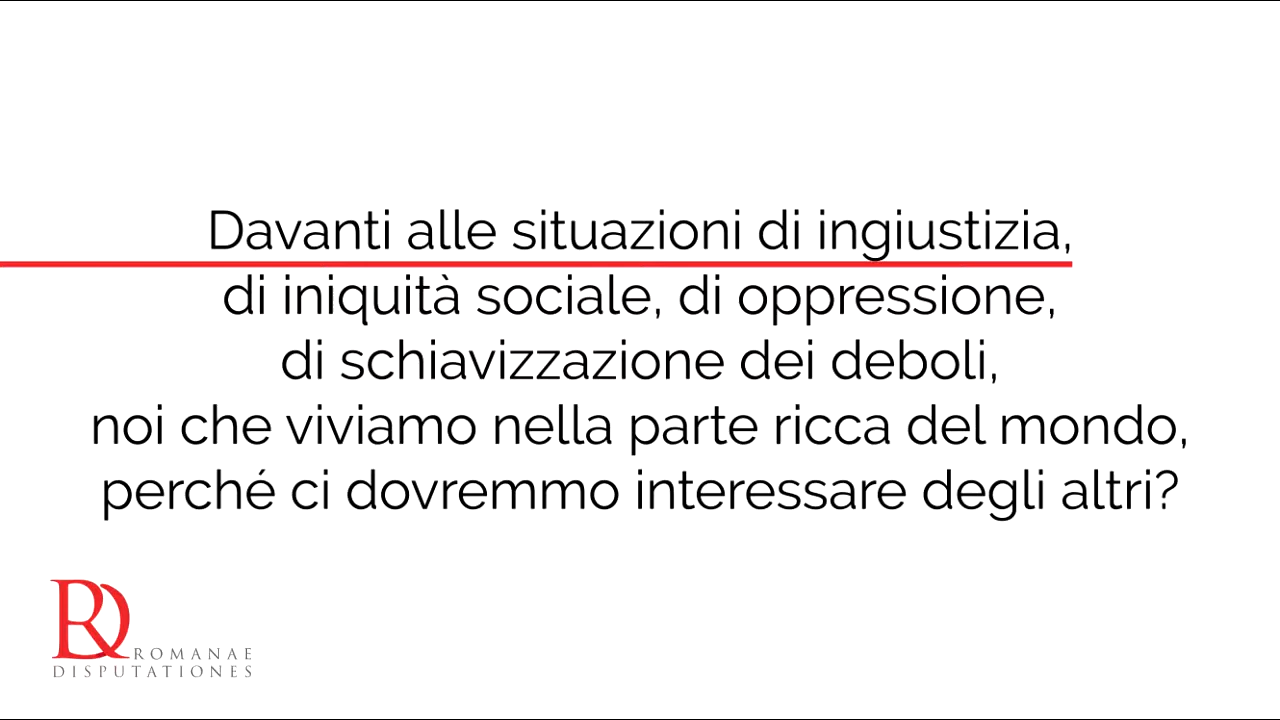 Davanti alle situazioni di ingiustizia,
di iniquità sociale, di oppressione,
di schiavizzazione dei deboli,
noi che viviamo nella parte ricca del mondo,
perché ci dovremmo interessare degli altri?
RD ROMANAE
DISPUTATIONES